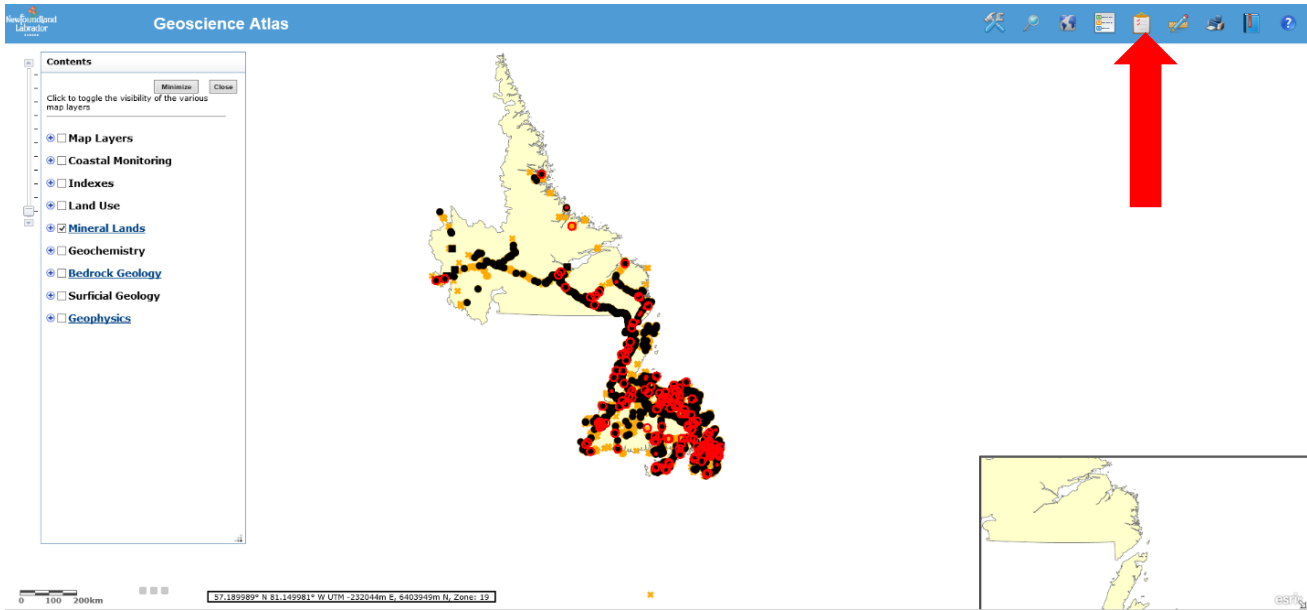 Newfoundland
Labrador
Geoscience Atlas
?
Contents
Minimize Close
Click to toggle the visibility of the various
map layers
Map Layers
Coastal Monitoring
Indexes
Land Use
Mineral Lands
Geochemistry
Bedrock Geology
Surficial Geology
Geophysics
0 100 200km
57.189989° N 81.149981° W UTM -232044m E, 6403949m N, Zone: 19
esri